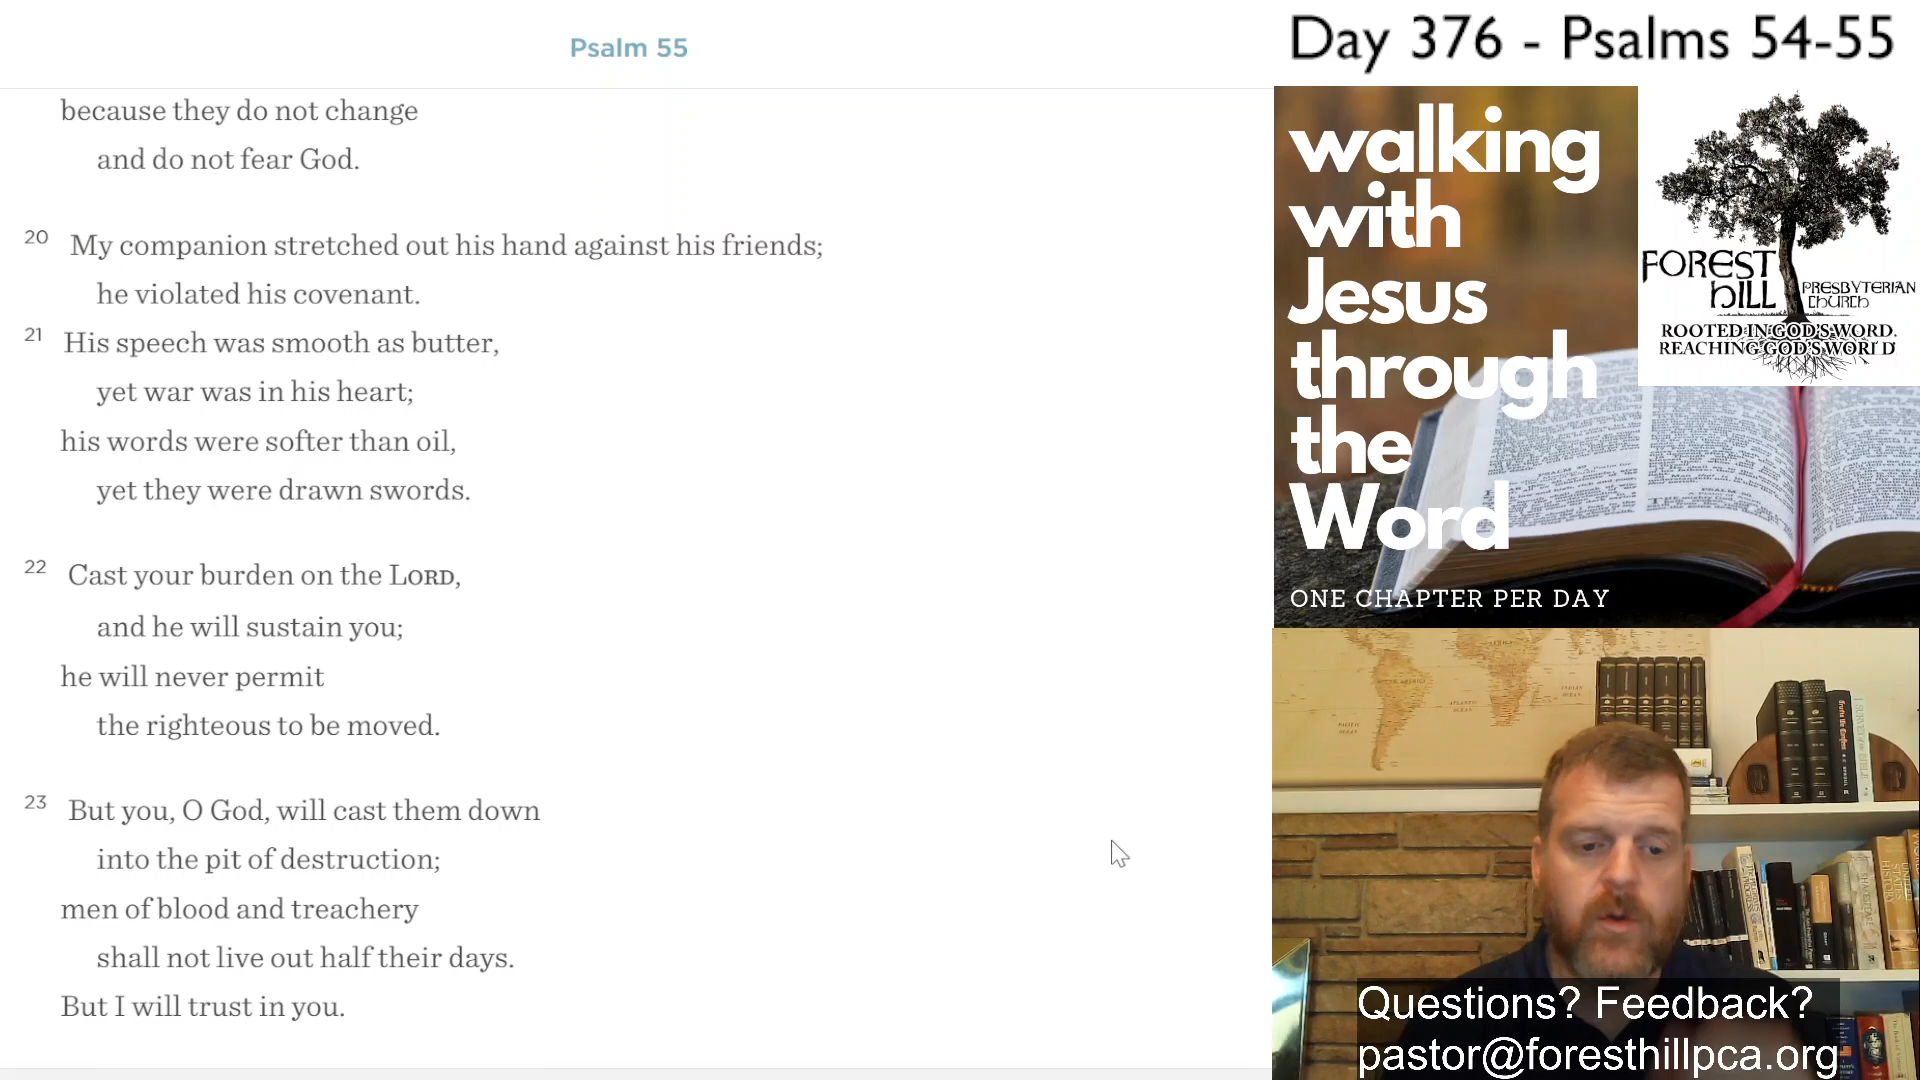 Psalm 55
because they do not change
and do not fear God.
20 My companion stretched out his hand against his friends;
he violated his covenant.
21 His speech was smooth as butter,
yet war was in his heart;
his words were softer than oil,
yet they were drawn swords.
22 Cast your burden on the LORD,
and he will sustain you;
he will never permit
the righteous to be moved.
23 But you, O God, will cast them down
into the pit of destruction;
men of blood and treachery
shall not live out half their days.
But I will trust in you.
Day 376 - Psalms 54-55
walking
with
Jesus
through
the
Word
ONE CHAPTER PER DAY
FOREST
HILL
PRESBYTERIAN
CHURCH
ROOTED IN GOD'S WORD.
REACHING GOD'S WORLD
Questions? Feedback?
pastor@foresthillpca.org